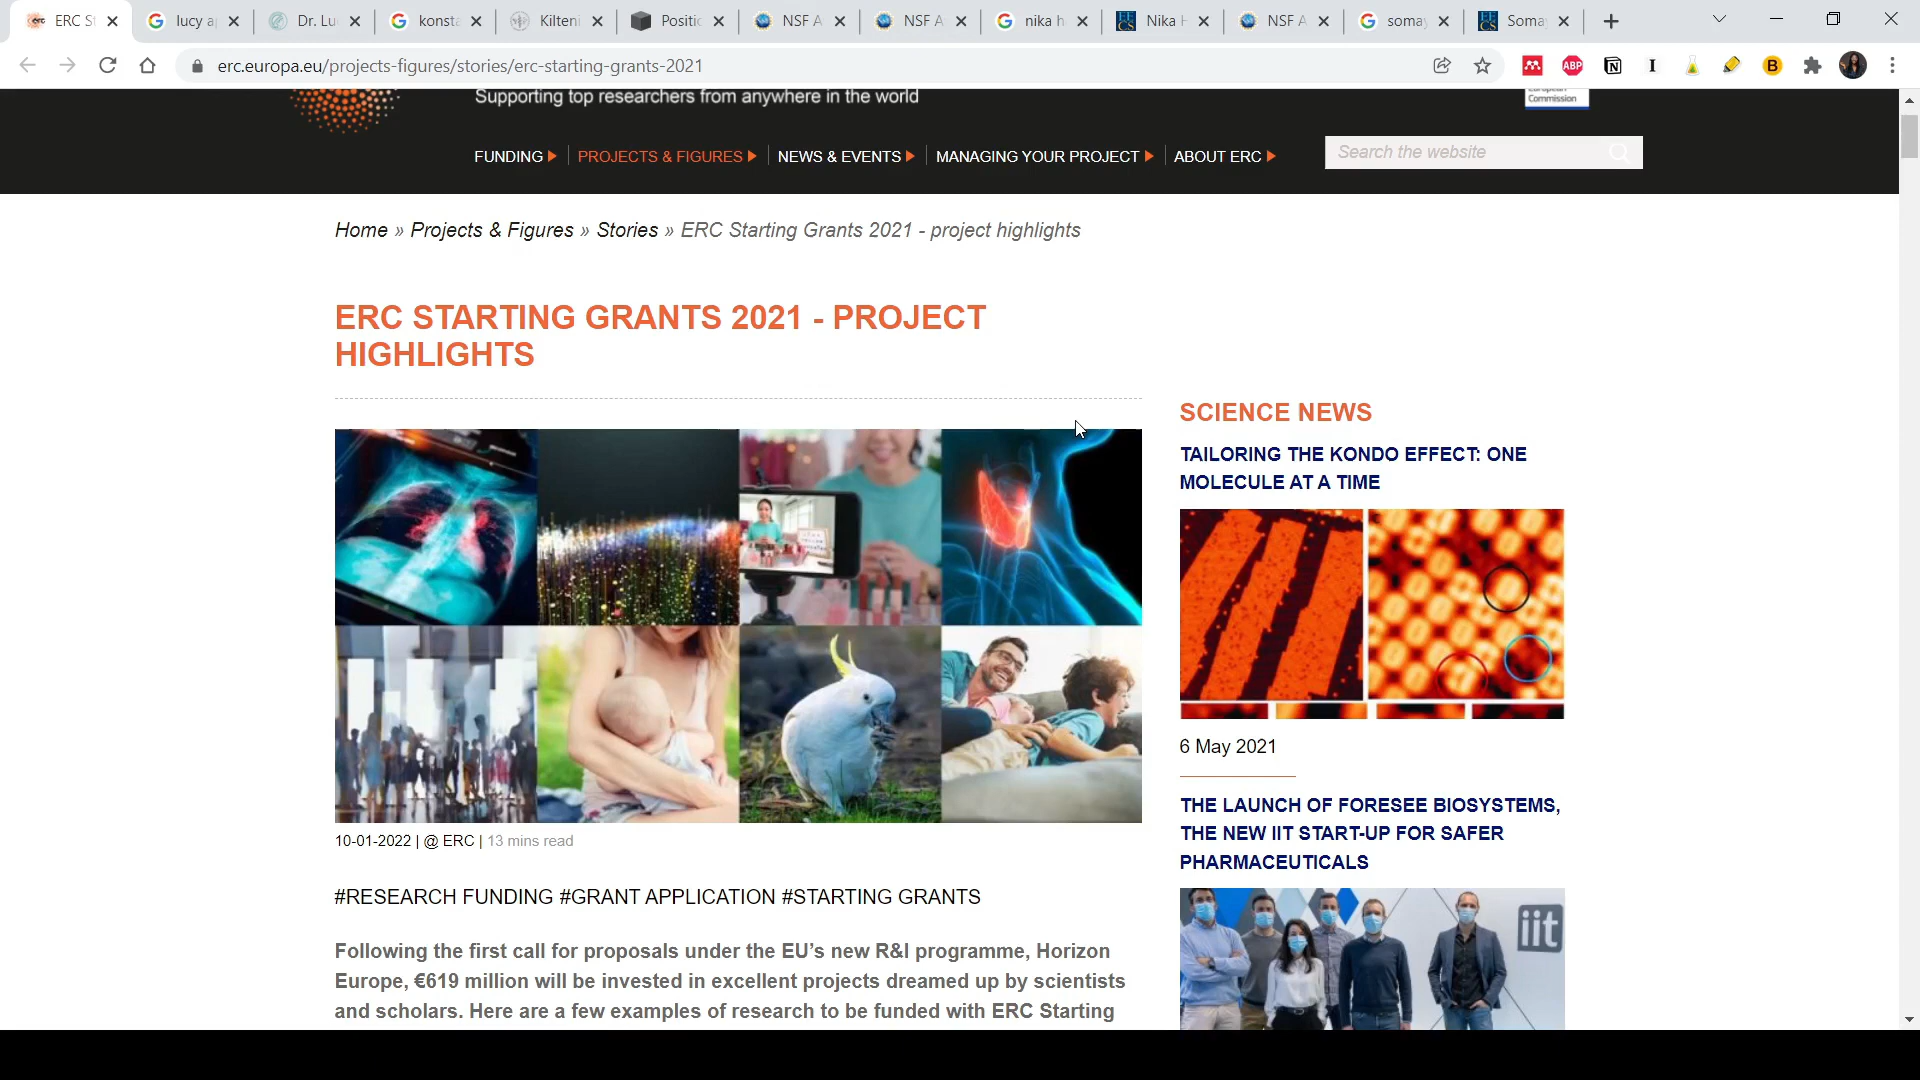 ERC St
lucy a
Dr. Lu
konsta
Kilteni
Positic
NSF A
NSF A
nika h
Nika H
NSF A
somay
Somay
erc.europa.eu/projects-figures/stories/erc-starting-grants-2021
ABP
I
B
Supporting top researchers from anywhere in the world
Commission
FUNDING
PROJECTS & FIGURES
NEWS & EVENTS
MANAGING YOUR PROJECT
ABOUT ERC
Search the website
Home » Projects & Figures » Stories » ERC Starting Grants 2021 - project highlights
ERC STARTING GRANTS 2021 - PROJECT
HIGHLIGHTS
10-01-2022 | @ ERC | 13 mins read
#RESEARCH FUNDING #GRANT APPLICATION #STARTING GRANTS
Following the first call for proposals under the EU’s new R&I programme, Horizon
Europe, €619 million will be invested in excellent projects dreamed up by scientists
and scholars. Here are a few examples of research to be funded with ERC Starting
SCIENCE NEWS
TAILORING THE KONDO EFFECT: ONE
MOLECULE AT A TIME
6 May 2021
THE LAUNCH OF FORESEE BIOSYSTEMS,
THE NEW IIT START-UP FOR SAFER
PHARMACEUTICALS
iit